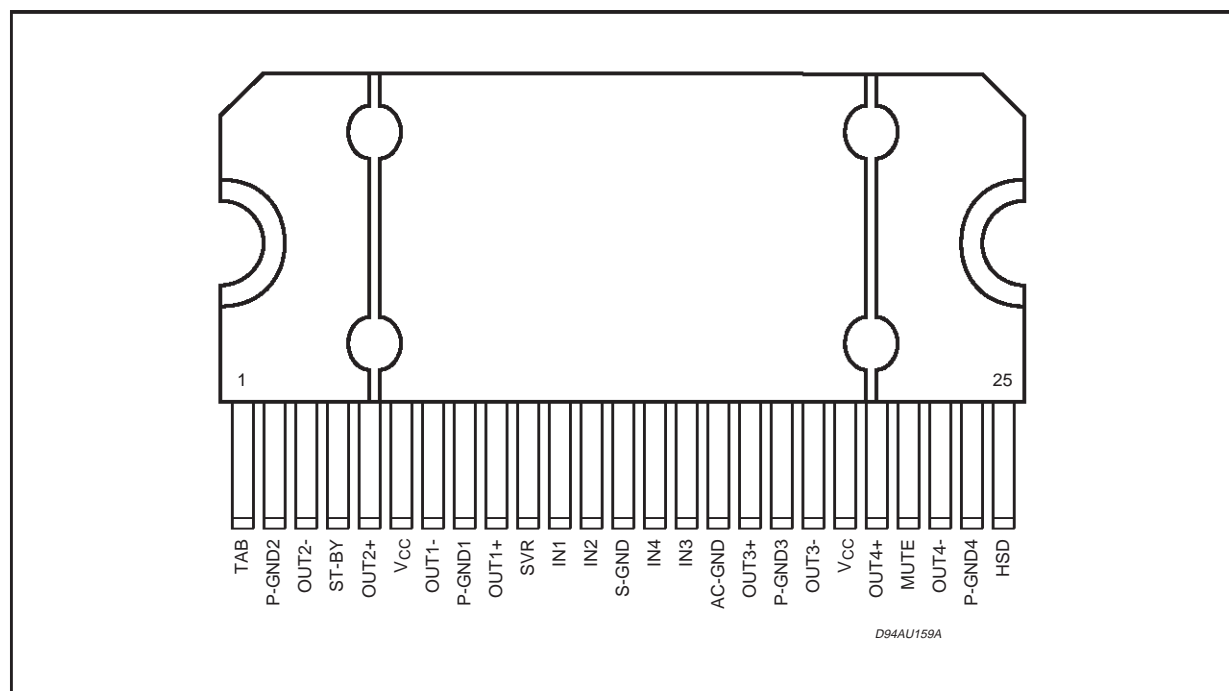 1
25
TAB
P-GND2
OUT2-
ST-BY
OUT2+
VCC
OUT1-
P-GND1
OUT1+
SVR
IN1
IN2
S-GND
IN4
IN3
AC-GND
OUT3+
P-GND3
OUT3-
VCC
OUT4+
MUTE
OUT4-
P-GND4
HSD
D94AU159A